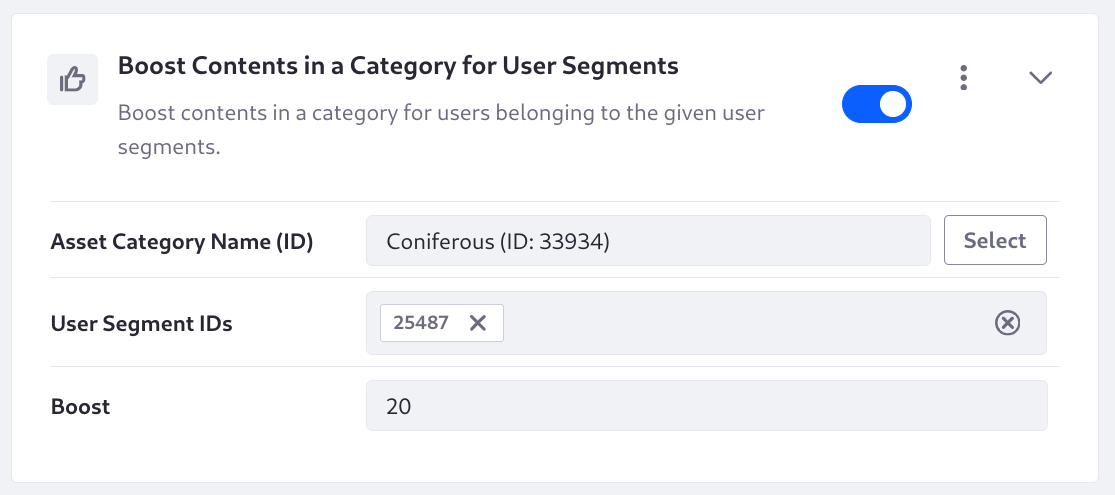 Boost Contents in a Category for User Segments
Boost contents in a category for users belonging to the given user
segments.
Asset Category Name (ID)
Coniferous (ID: 33934)
Select
User Segment IDs
25487
Boost
20